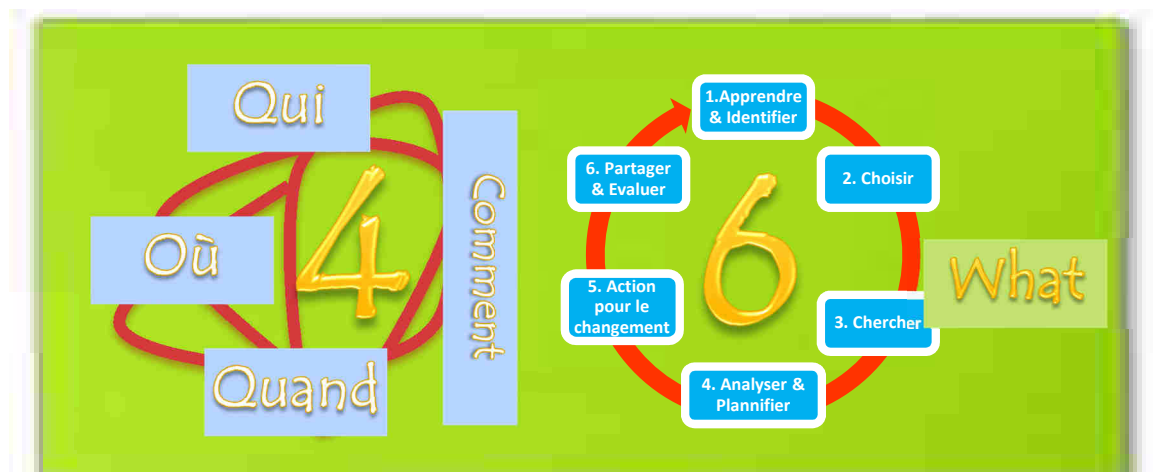 Qui
Où
4
Comment
Quand
1.Apprendre
& Identifier
2. Choisir
3. Chercher
4. Analyser &
Plannifier
5. Action
pour le
changement
6. Partager
& Evaluer
6
What